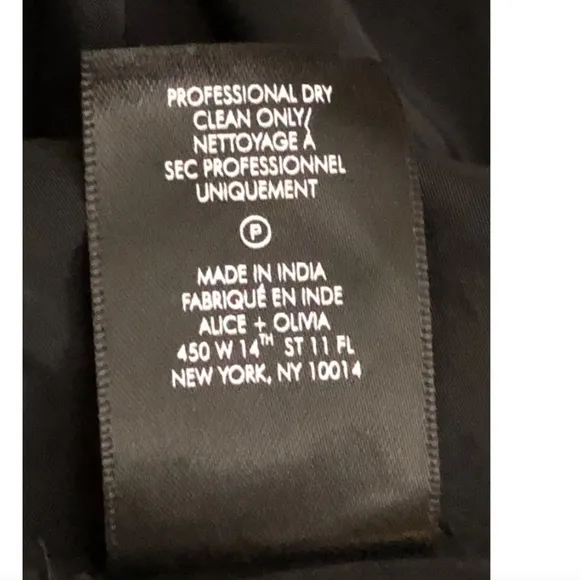 PROFESSIONAL DRY
CLEAN ONLY/
NETTOYAGE À
SEC PROFESSIONNEL
UNIQUEMENT
P
MADE IN INDIA
FABRIQUÉ EN INDE
ALICE + OLIVIA
450 W 14TH ST 11 FL
NEW YORK, NY 10014